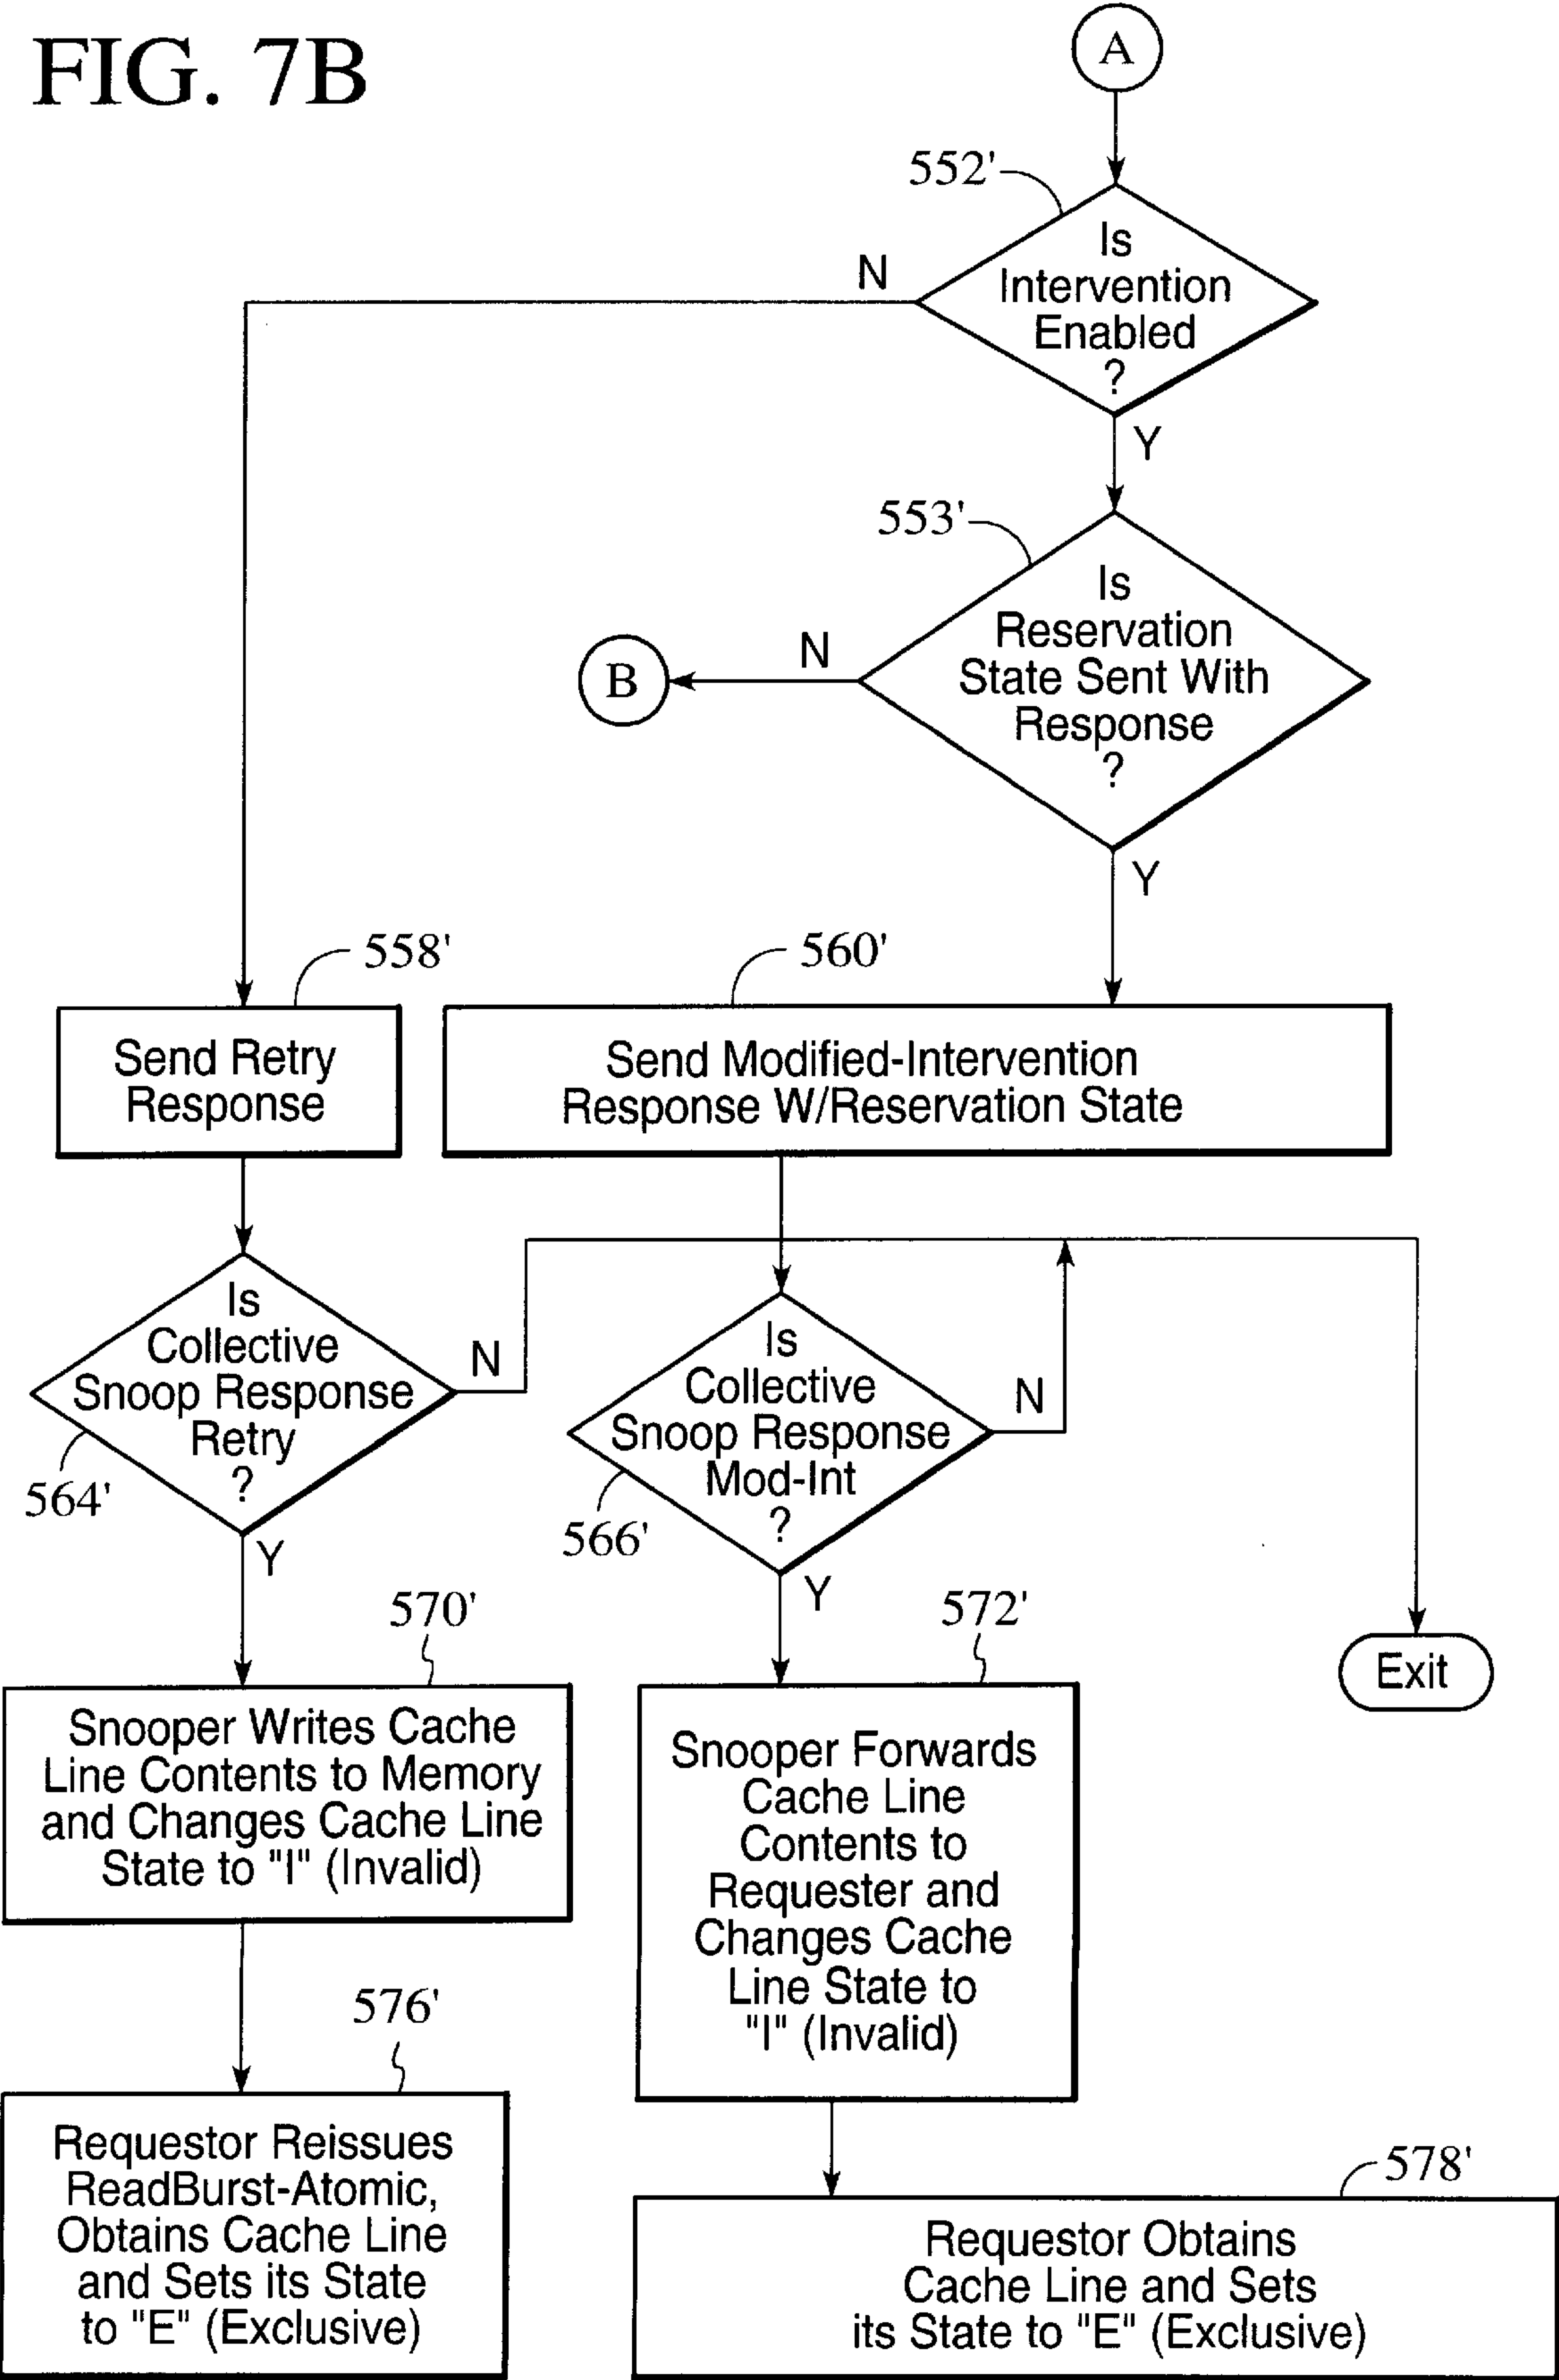 FIG. 7B
A
552'
Is
Intervention
Enabled
?
N
Y
553'
Is
Reservation
State Sent With
Response
?
N
B
Y
558'
Send Retry
Response
560'
Send Modified-Intervention
Response W/Reservation State
Is
Collective
Snoop Response
Retry
?
N
564'
Y
Is
Collective
Snoop Response
Mod-Int
?
N
566'
Y
Exit
570'
Snooper Writes Cache
Line Contents to Memory
and Changes Cache Line
State to "I" (Invalid)
572'
Snooper Forwards
Cache Line
Contents to
Requester and
Changes Cache
Line State to
"I" (Invalid)
576'
Requestor Reissues
ReadBurst-Atomic,
Obtains Cache Line
and Sets its State
to "E" (Exclusive)
578'
Requestor Obtains
Cache Line and Sets
its State to "E" (Exclusive)